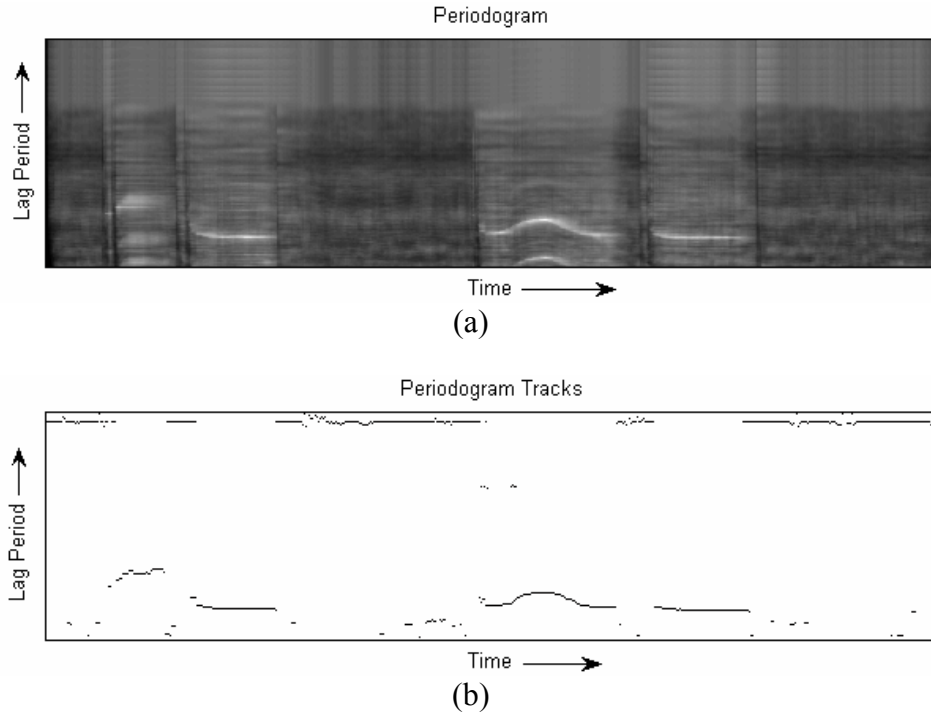 Periodogram
Lag Period
Time
(a)
Periodogram Tracks
Lag Period
Time
(b)